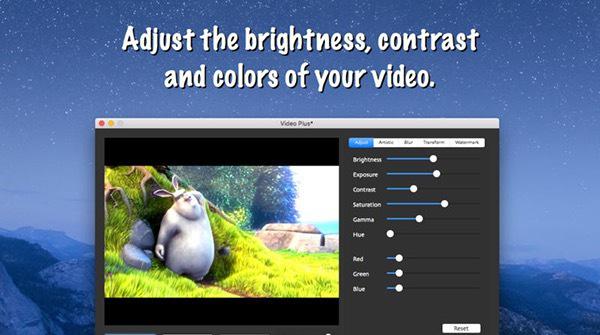 Adjust the brightness, contrast
and colors of your video.
Video Plus*
Adjust Artistic Blur Transform Watermark
Brightness
Exposure
Contrast
Saturation
Gamma
Hue
Red
Green
Blue
Reset